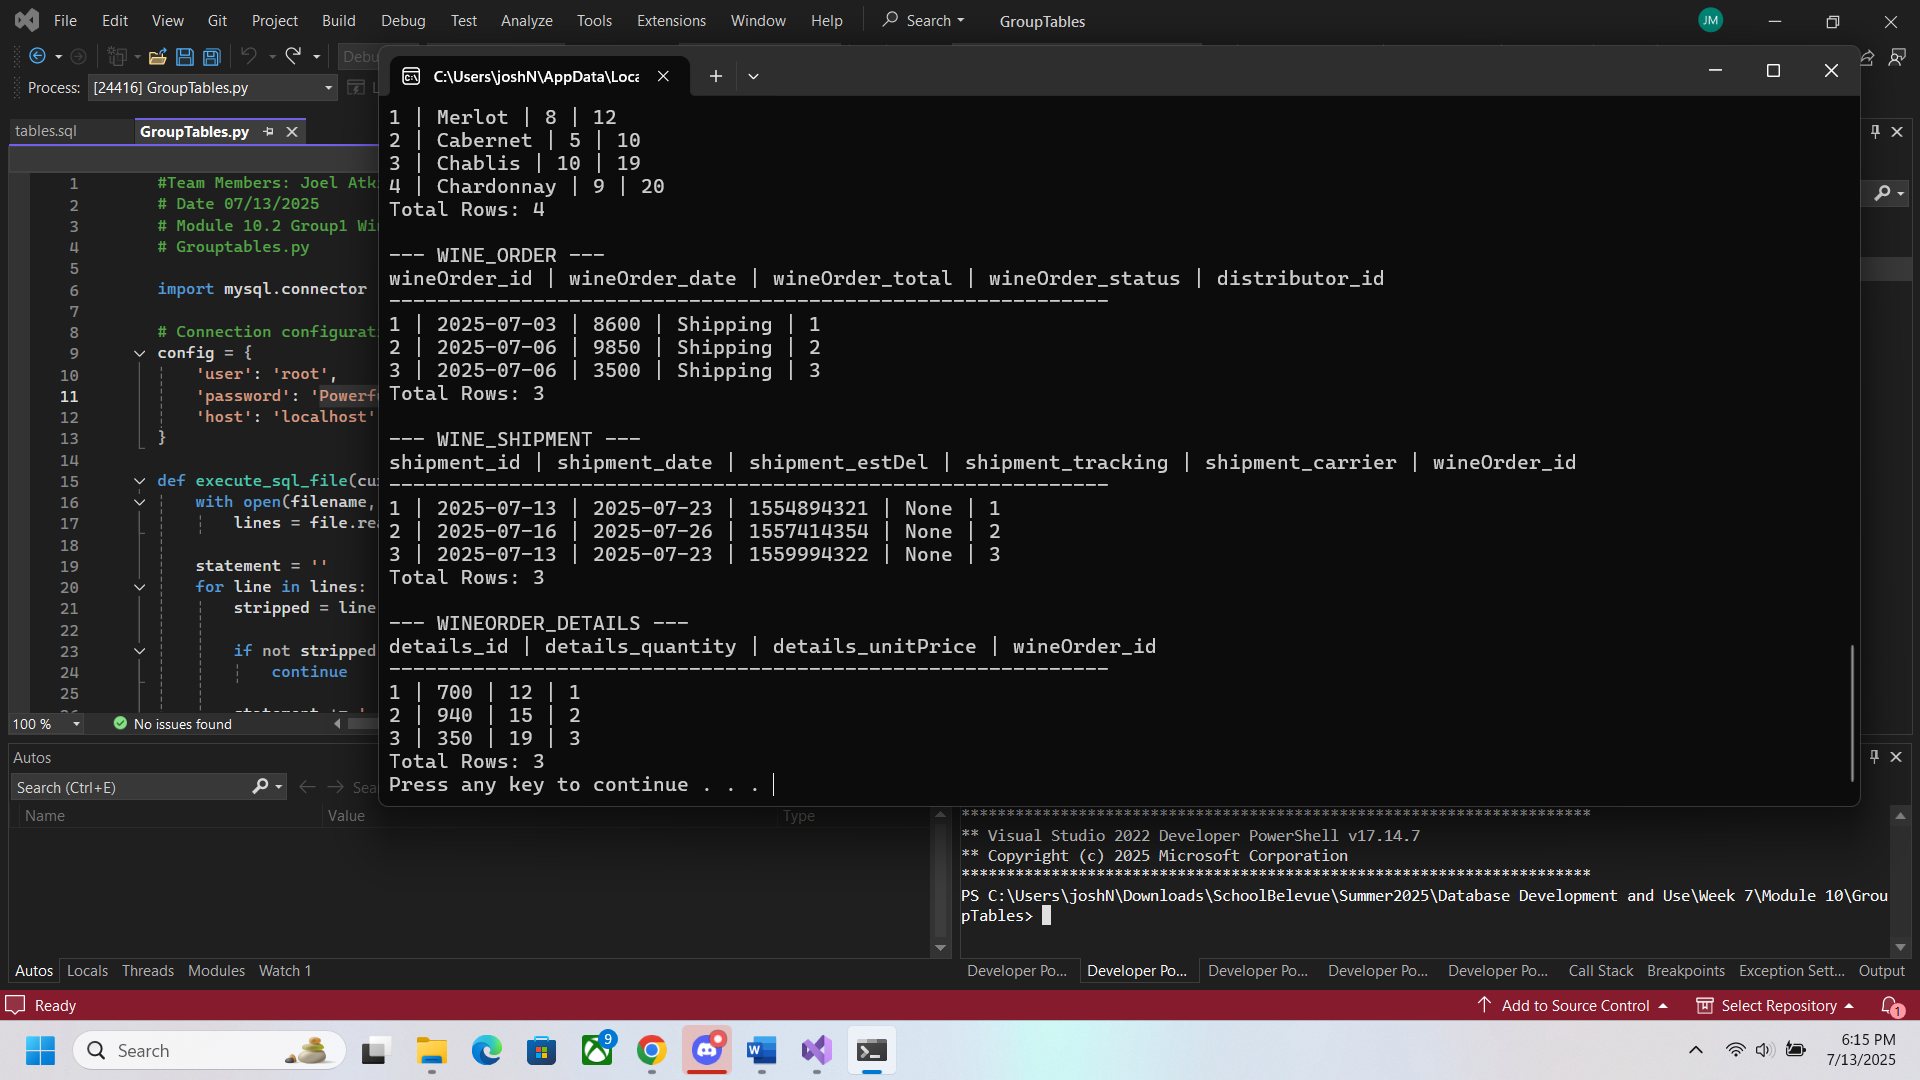 File Edit View Git Project Build Debug Test Analyze Tools Extensions Window Help Search GroupTables JM
Process: [24416] GroupTables.py
tables.sql GroupTables.py
C:\Users\joshN\AppData\Loca
1 #Team Members: Joel Atk
2 # Date 07/13/2025
3 # Module 10.2 Group1 Wi
4 # Grouptables.py
5
6 import mysql.connector
7
8 # Connection configurat
9 config = {
10 'user': 'root',
11 'password': 'Powerf
12 'host': 'localhost'
13 }
14
15 def execute_sql_file(cu
16 with open(filename,
17 lines = file.rea
18
19 statement = ''
20 for line in lines:
21 stripped = line
22
23 if not stripped
24 continue
25
100 % No issues found
1 | Merlot | 8 | 12
2 | Cabernet | 5 | 10
3 | Chablis | 10 | 19
4 | Chardonnay | 9 | 20
Total Rows: 4
--- WINE_ORDER ---
wineOrder_id | wineOrder_date | wineOrder_total | wineOrder_status | distributor_id
------------------------------------------------------------
1 | 2025-07-03 | 8600 | Shipping | 1
2 | 2025-07-06 | 9850 | Shipping | 2
3 | 2025-07-06 | 3500 | Shipping | 3
Total Rows: 3
--- WINE_SHIPMENT ---
shipment_id | shipment_date | shipment_estDel | shipment_tracking | shipment_carrier | wineOrder_id
------------------------------------------------------------
1 | 2025-07-13 | 2025-07-23 | 1554894321 | None | 1
2 | 2025-07-16 | 2025-07-26 | 1557414354 | None | 2
3 | 2025-07-13 | 2025-07-23 | 1559994322 | None | 3
Total Rows: 3
--- WINEORDER_DETAILS ---
details_id | details_quantity | details_unitPrice | wineOrder_id
------------------------------------------------------------
1 | 700 | 12 | 1
2 | 940 | 15 | 2
3 | 350 | 19 | 3
Total Rows: 3
Press any key to continue . . .
Autos
Search (Ctrl+E)
Name Value Type
Autos Locals Threads Modules Watch 1
**********************************************************************
** Visual Studio 2022 Developer PowerShell v17.14.7
** Copyright (c) 2025 Microsoft Corporation
**********************************************************************
PS C:\Users\joshN\Downloads\SchoolBelevue\Summer2025\Database Development and Use\Week 7\Module 10\Grou
pTables>
Developer Po... Developer Po... Developer Po... Developer Po... Developer Po... Call Stack Breakpoints Exception Sett... Output
Ready Add to Source Control Select Repository 1
Search 9 6:15 PM
7/13/2025